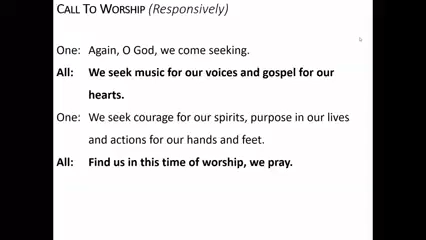 CALL TO WORSHIP (Responsively)
One: Again, O God, we come seeking.
All: We seek music for our voices and gospel for our
hearts.
One: We seek courage for our spirits, purpose in our lives
and actions for our hands and feet.
All: Find us in this time of worship, we pray.